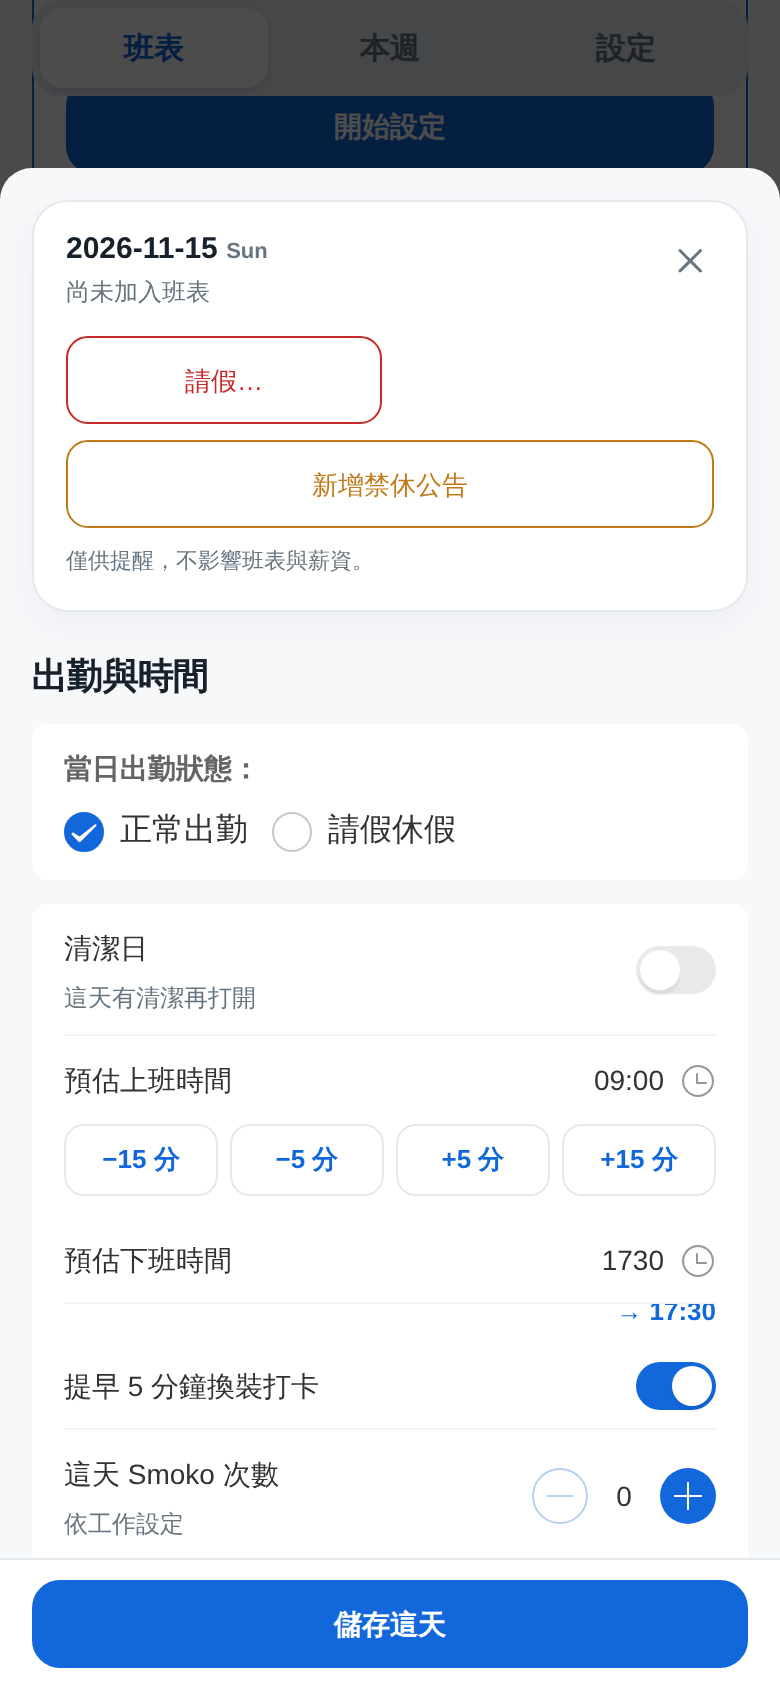 班表 本週 設定
開始設定
2026-11-15 Sun
尚未加入班表
請假…
新增禁休公告
僅供提醒，不影響班表與薪資。
出勤與時間
當日出勤狀態：
正常出勤 請假休假
清潔日
這天有清潔再打開
預估上班時間 09:00
−15 分 −5 分 +5 分 +15 分
預估下班時間 1730
→ 17:30
提早 5 分鐘換裝打卡
這天 Smoko 次數 0
依工作設定
儲存這天